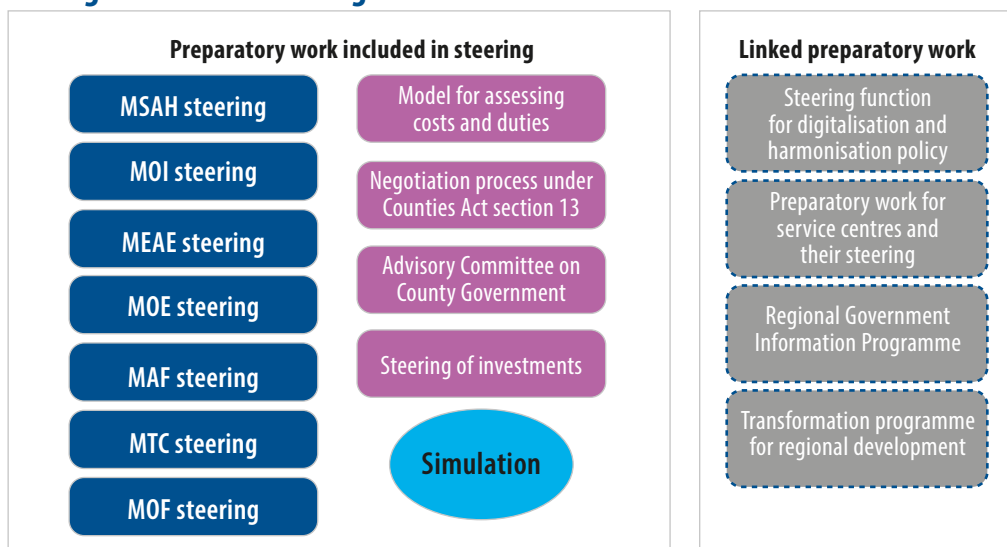 Preparatory work included in steering
MSAH steering
MOI steering
MEAE steering
MOE steering
MAF steering
MTC steering
MOF steering
Model for assessing
costs and duties
Negotiation process under
Counties Act section 13
Advisory Committee on
County Government
Steering of investments
Simulation
Linked preparatory work
Steering function
for digitalisation and
harmonisation policy
Preparatory work for
service centres and
their steering
Regional Government
Information Programme
Transformation programme
for regional development